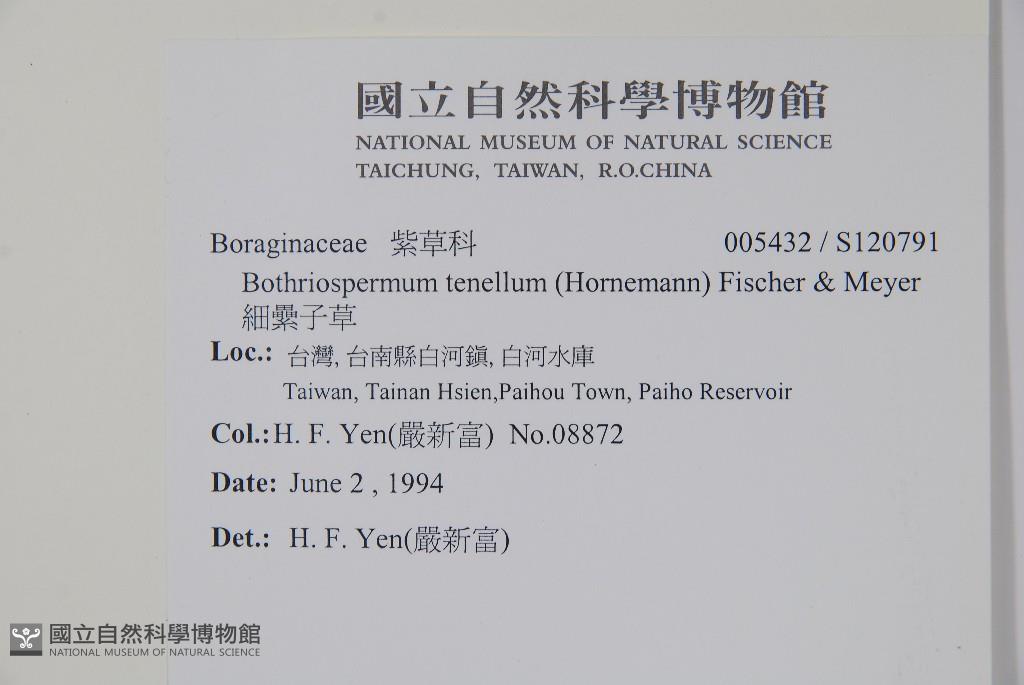 國立自然科學博物館
NATIONAL MUSEUM OF NATURAL SCIENCE
TAICHUNG, TAIWAN, R.O.CHINA
Boraginaceae 紫草科 005432 / S120791
Bothriospermum tenellum (Hornemann) Fischer & Meyer
細纍子草
Loc.: 台灣, 台南縣白河鎮, 白河水庫
Taiwan, Tainan Hsien,Paihou Town, Paiho Reservoir
Col.:H. F. Yen(嚴新富) No.08872
Date: June 2 , 1994
Det.: H. F. Yen(嚴新富)
國立自然科學博物館
NATIONAL MUSEUM OF NATURAL SCIENCE